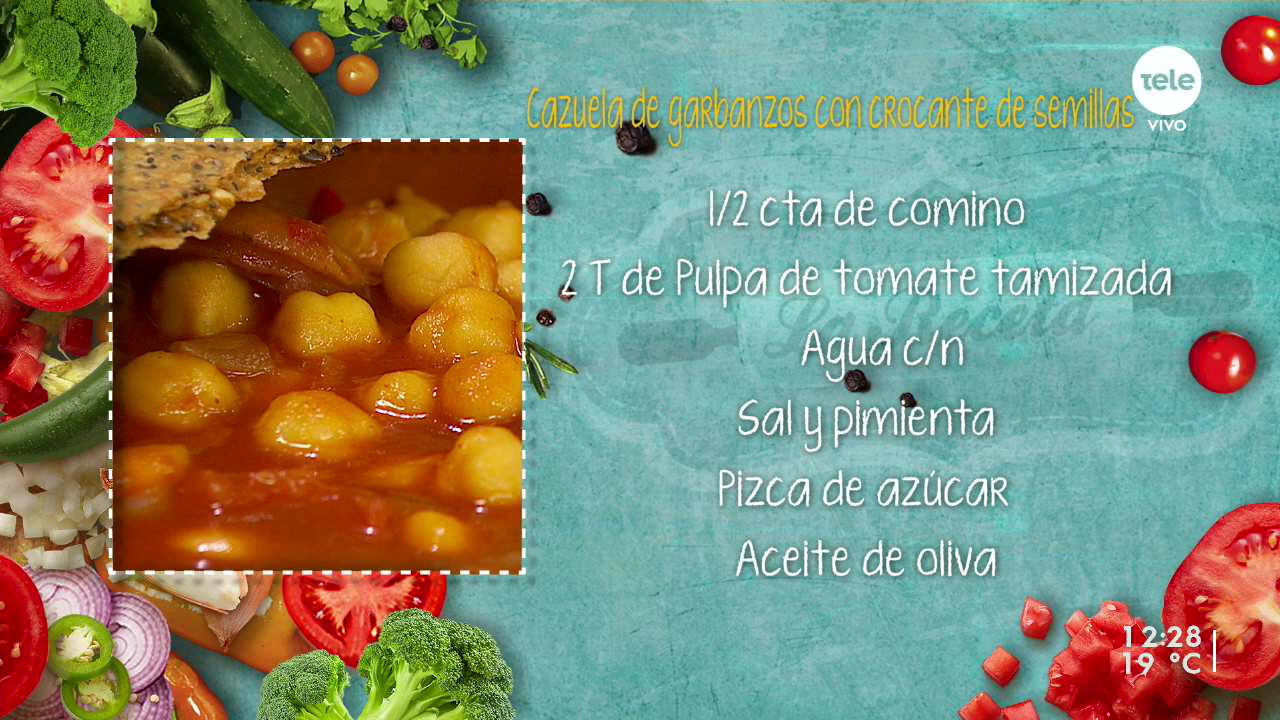 tele
VIVO
Cazuela de garbanzos con crocante de semillas
1/2 cta de comino
2 T de Pulpa de tomate tamizada
Agua c/n
Sal y pimienta
Pizca de azúcar
Aceite de oliva
12:28
19 °C